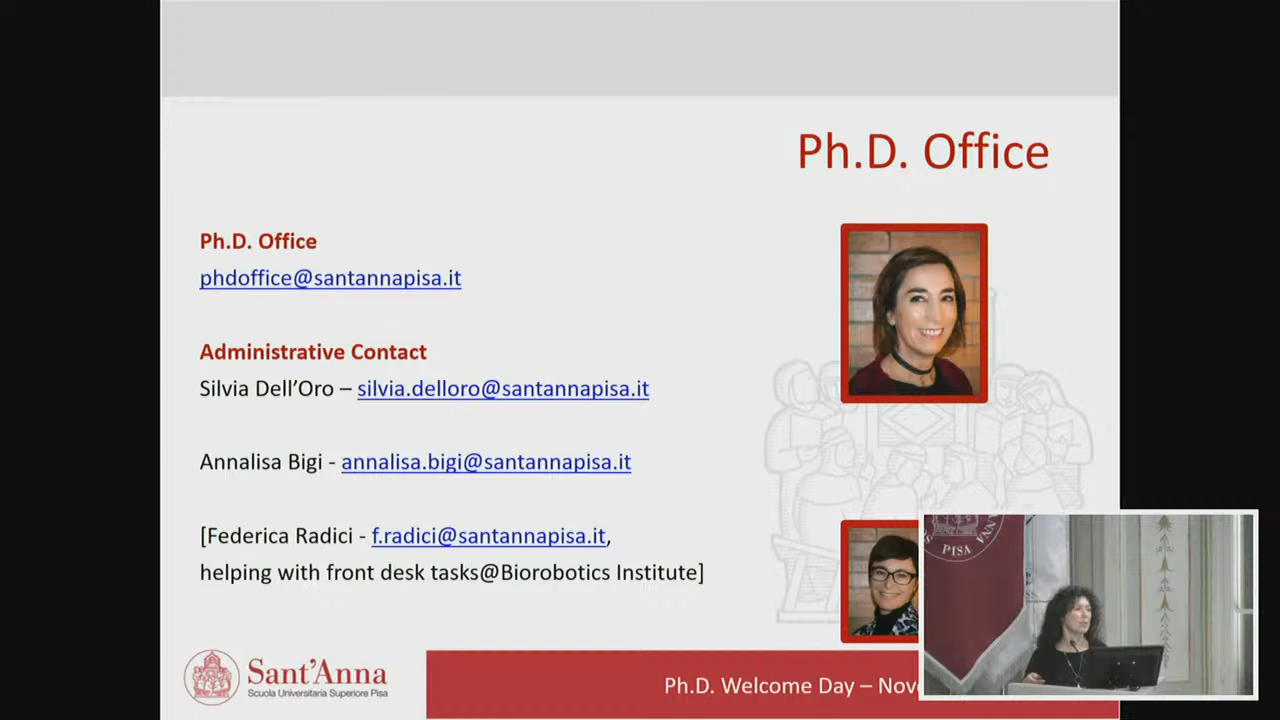 Ph.D. Office
Ph.D. Office
phdoffice@santannapisa.it
Administrative Contact
Silvia Dell'Oro – silvia.delloro@santannapisa.it
Annalisa Bigi - annalisa.bigi@santannapisa.it
[Federica Radici - f.radici@santannapisa.it,
helping with front desk tasks@Biorobotics Institute]
PISA
Sant'Anna
Scuola Universitaria Superiore Pisa
Ph.D. Welcome Day –